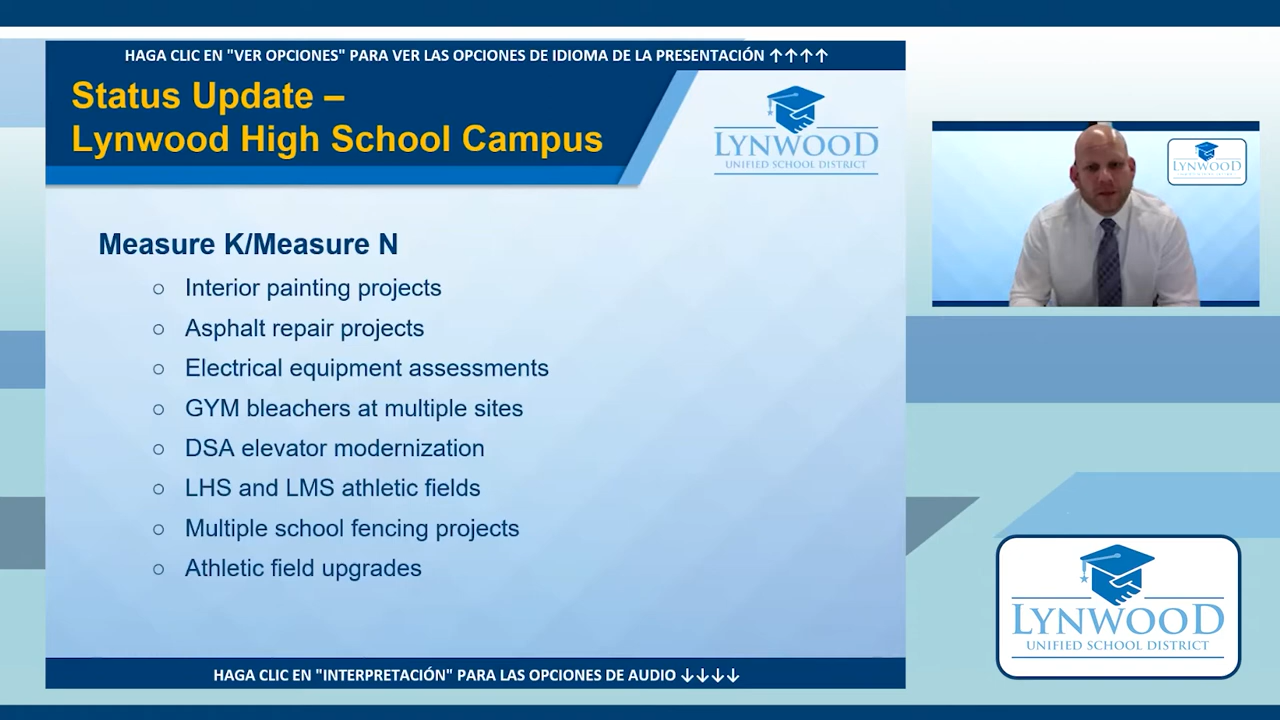 HAGA CLIC EN "VER OPCIONES" PARA VER LAS OPCIONES DE IDIOMA DE LA PRESENTACIÓN ↑↑↑↑
Status Update –
Lynwood High School Campus
LYNWOOD
UNIFIED SCHOOL DISTRICT
LYNWOOD
Measure K/Measure N
○ Interior painting projects
○ Asphalt repair projects
○ Electrical equipment assessments
○ GYM bleachers at multiple sites
○ DSA elevator modernization
○ LHS and LMS athletic fields
○ Multiple school fencing projects
○ Athletic field upgrades
LYNWOOD
UNIFIED SCHOOL DISTRICT
HAGA CLIC EN "INTERPRETACIÓN" PARA LAS OPCIONES DE AUDIO ↓↓↓↓